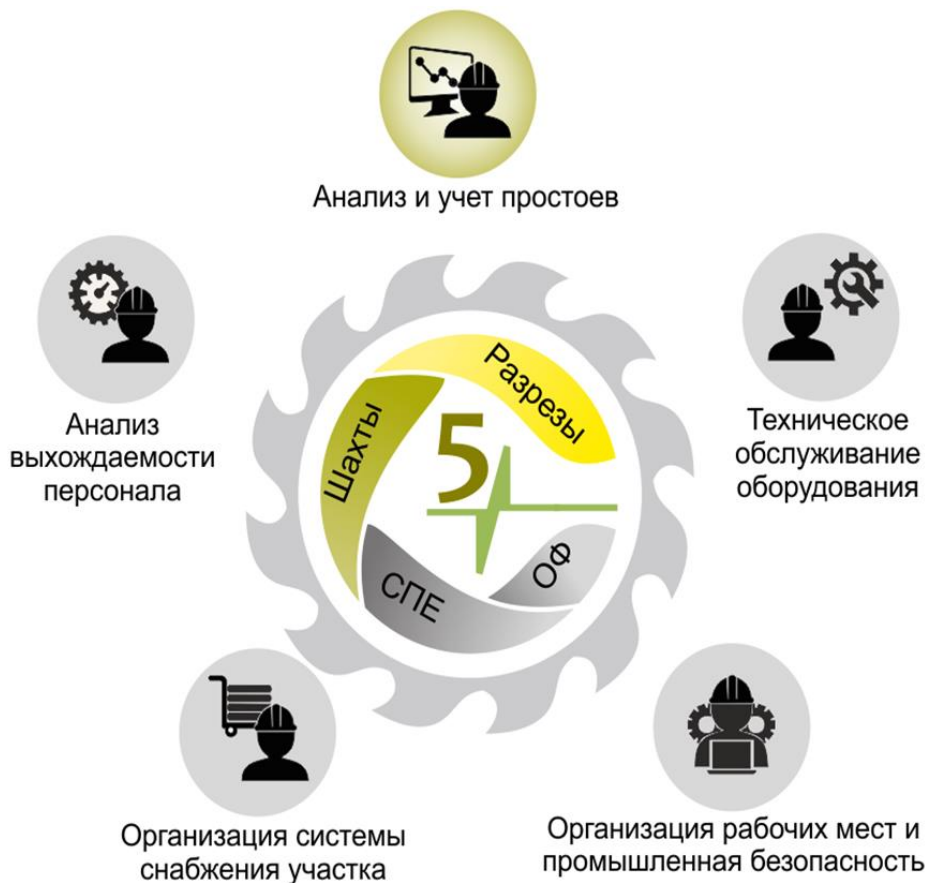 Анализ и учет простоев
Анализ
выхождаемости
персонала
Техническое
обслуживание
оборудования
Разрезы
Шахты
5
СПЕ
ОФ
Организация системы
снабжения участка
Организация рабочих мест и
промышленная безопасность